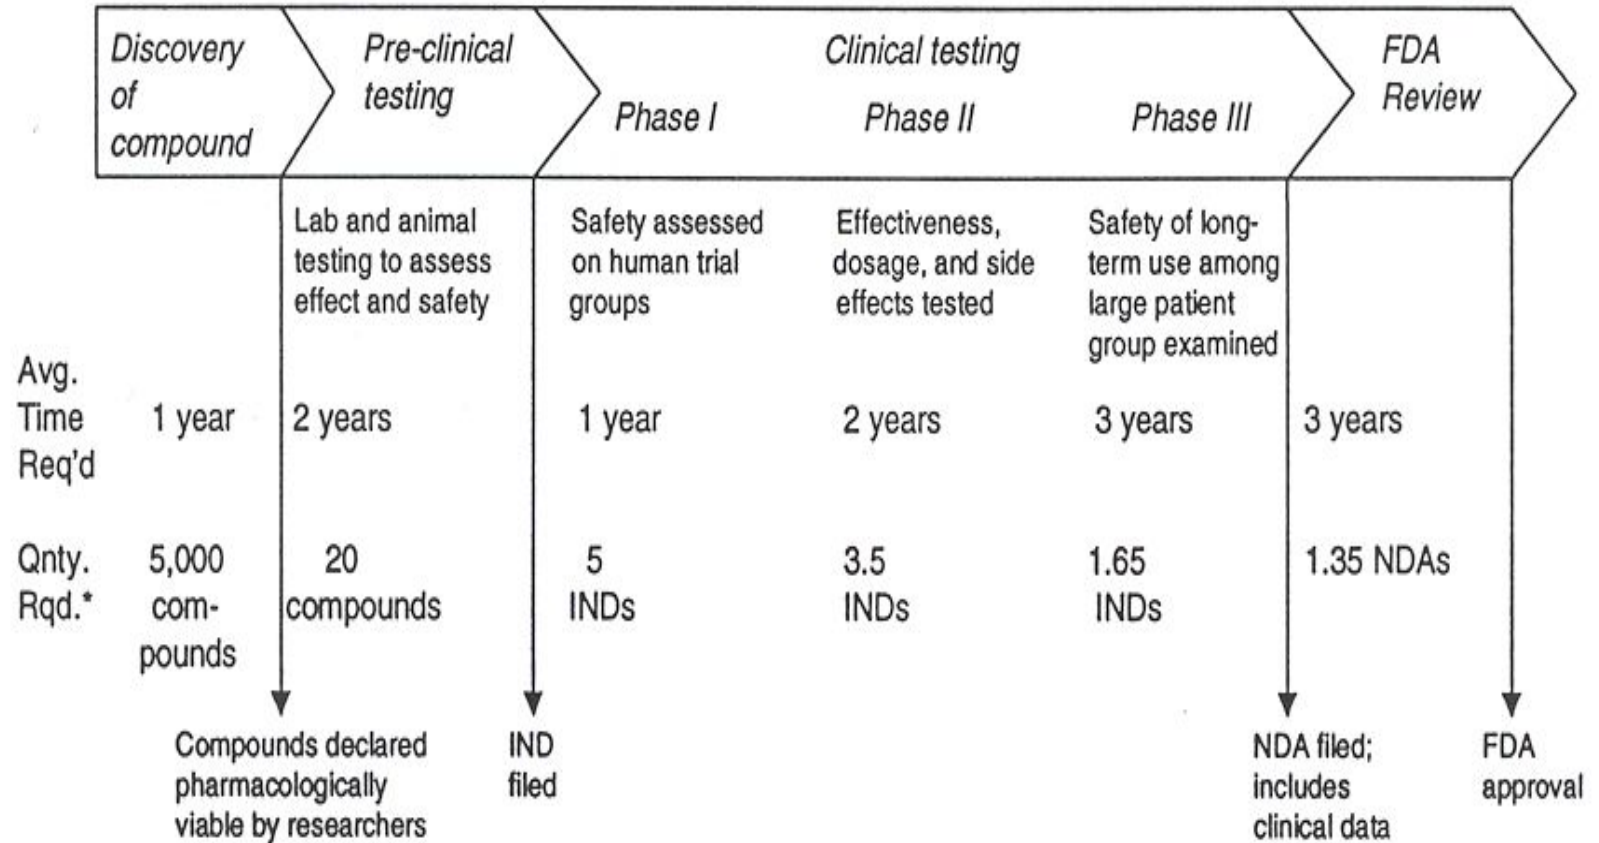 Discovery
of
compound
Pre-clinical
testing
Clinical testing
Phase I
Phase II
Phase III
FDA
Review
Lab and animal
testing to assess
effect and safety
Safety assessed
on human trial
groups
Effectiveness,
dosage, and side
effects tested
Safety of long-
term use among
large patient
group examined
Avg.
Time
Req'd
1 year
2 years
1 year
2 years
3 years
3 years
Qnty.
Rqd.*
5,000
com-
pounds
20
compounds
5
INDs
3.5
INDs
1.65
INDs
1.35 NDAs
Compounds declared
pharmacologically
viable by researchers
IND
filed
NDA filed;
includes
clinical data
FDA
approval